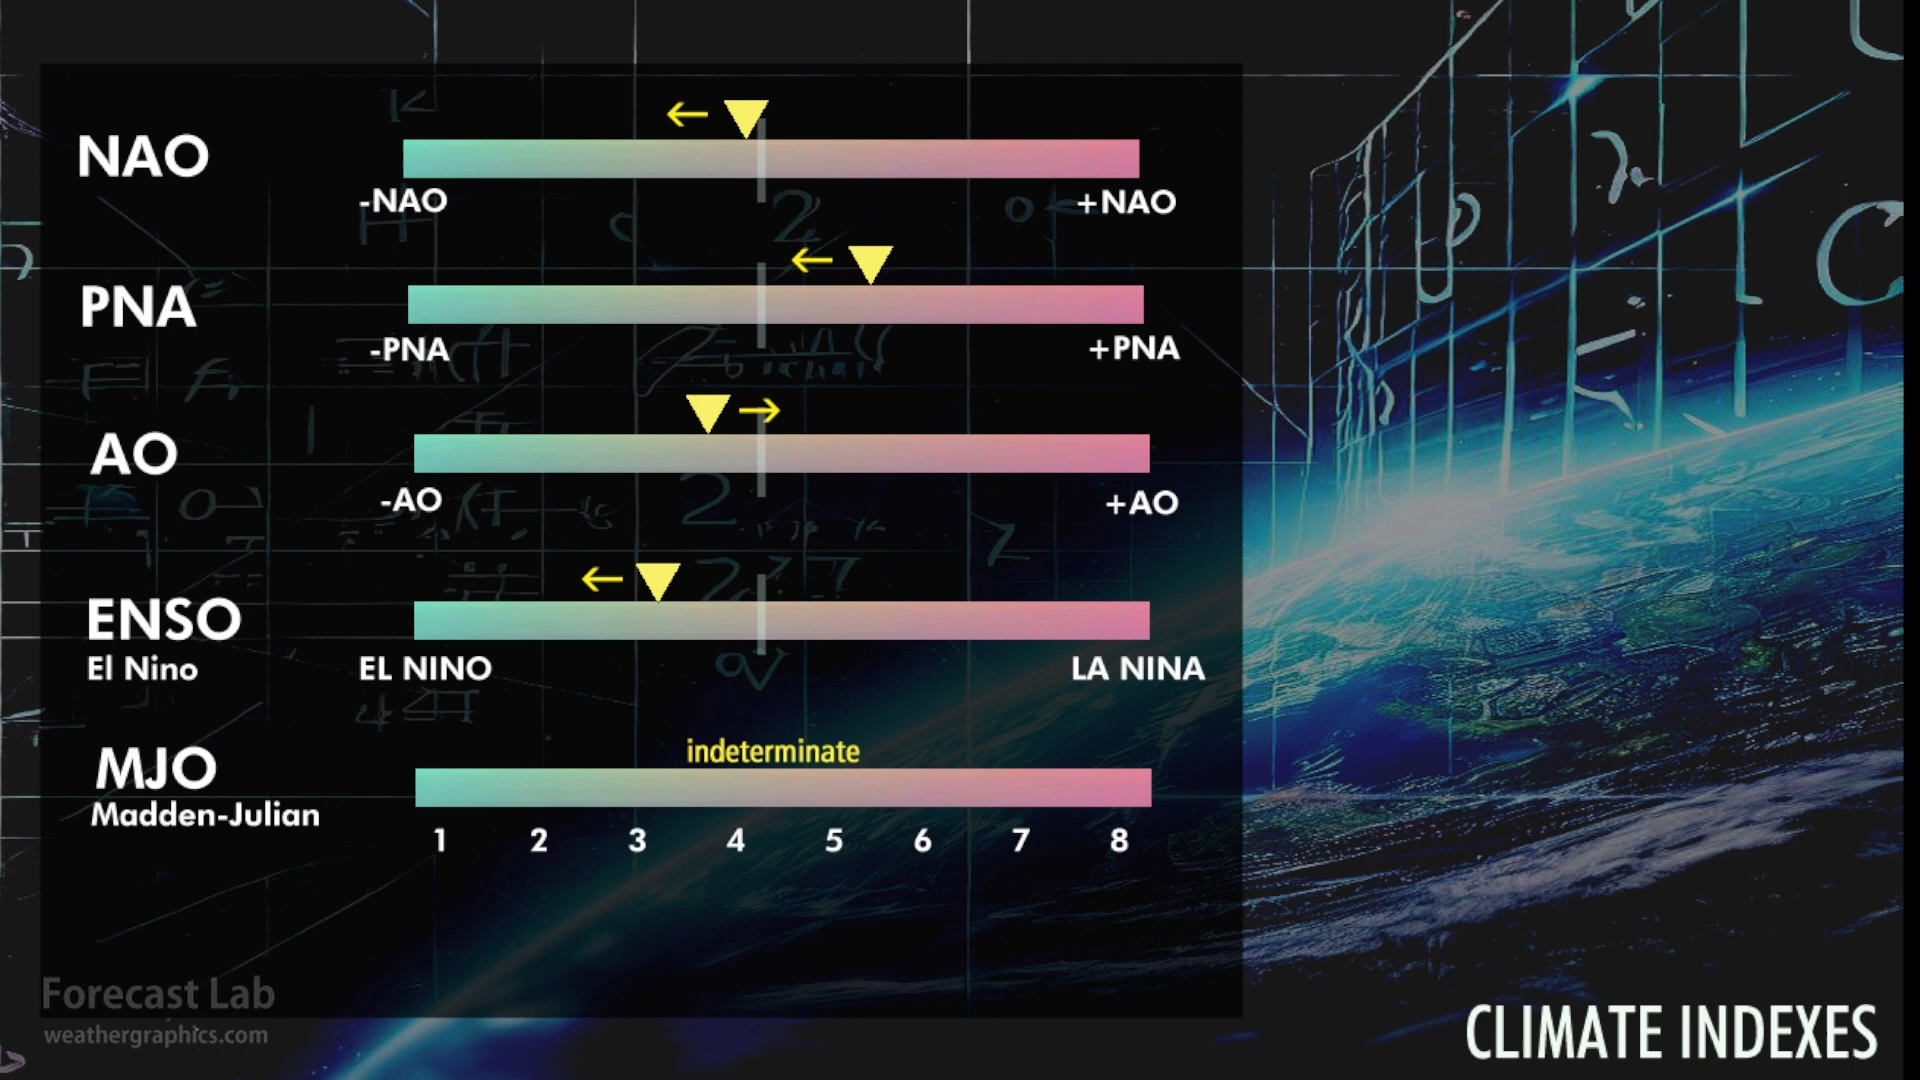 NAO
-NAO
+NAO
PNA
-PNA
+PNA
AO
-AO
+AO
ENSO
El Nino
EL NINO
LA NINA
MJO
Madden-Julian
indeterminate
1 2 3 4 5 6 7 8
Forecast Lab
weathergraphics.com
CLIMATE INDEXES